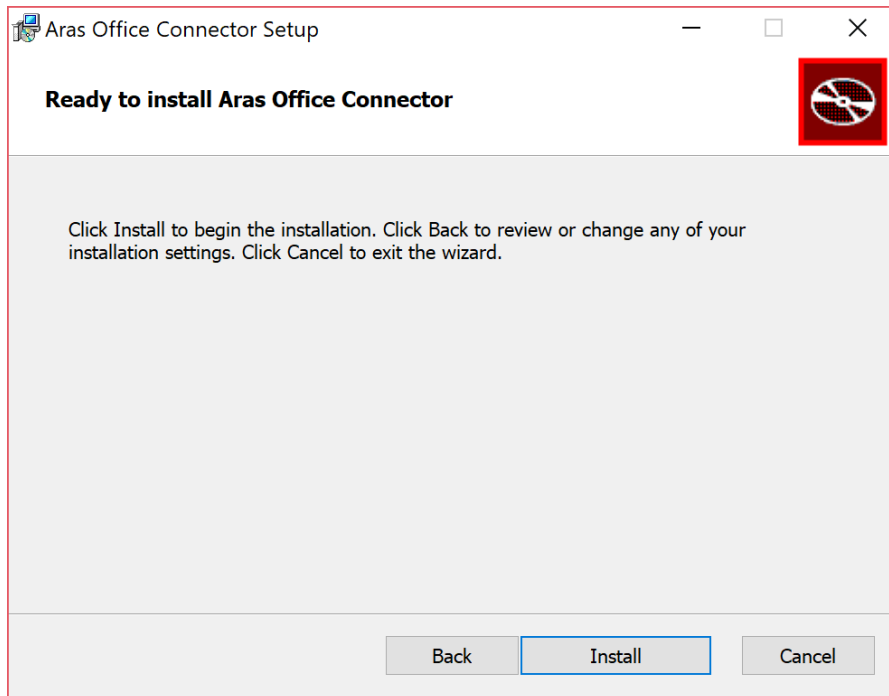 Aras Office Connector Setup
Ready to install Aras Office Connector
Click Install to begin the installation. Click Back to review or change any of your
installation settings. Click Cancel to exit the wizard.
Back Install Cancel